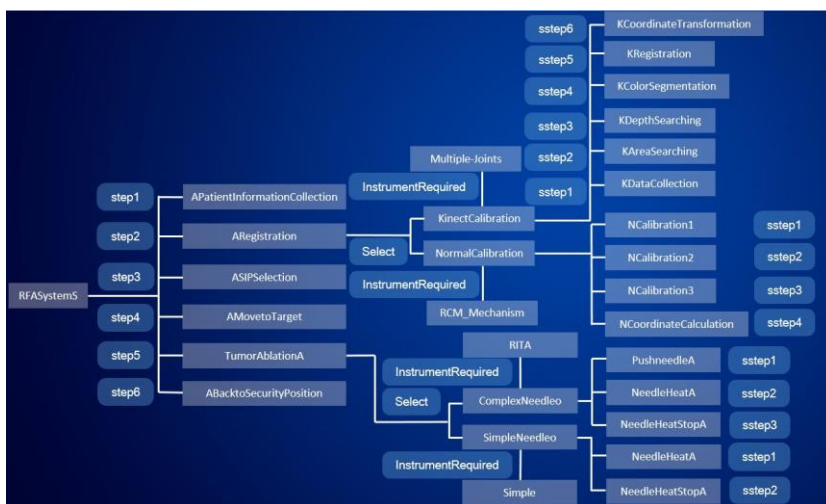 sstep6
KCoordinateTransformation
sstep5
KRegistration
sstep4
KColorSegmentation
sstep3
KDepthSearching
Multiple-Joints
sstep2
KAreaSearching
InstrumentRequired
sstep1
KDataCollection
step1
APatientInformationCollection
KinectCalibration
NCalibration1
sstep1
step2
ARegistration
Select
NormalCalibration
NCalibration2
sstep2
step3
ASIPSelection
InstrumentRequired
NCalibration3
sstep3
RFASystemS
step4
AMovetoTarget
RCM_Mechanism
NCoordinateCalculation
sstep4
step5
TumorAblationA
RITA
PushneedleA
sstep1
InstrumentRequired
step6
ABacktoSecurityPosition
Select
ComplexNeedleo
NeedleHeatA
sstep2
NeedleHeatStopA
sstep3
SimpleNeedleo
NeedleHeatA
sstep1
InstrumentRequired
Simple
NeedleHeatStopA
sstep2